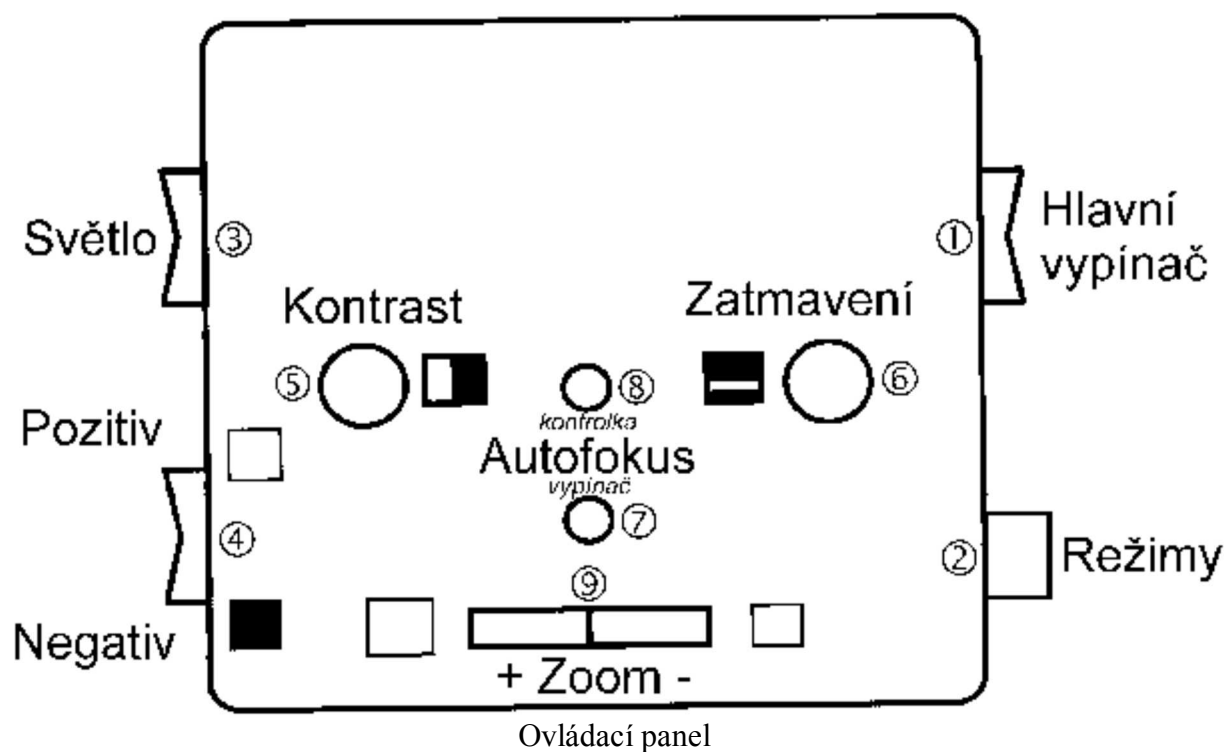 Světlo
③
①
Hlavní
vypínač
Kontrast
Zatmavení
⑤
⑧
⑥
kontrolka
Autofokus
vypínač
⑦
Pozitiv
④
②
Režimy
⑨
Negativ
+ Zoom -
Ovládací panel